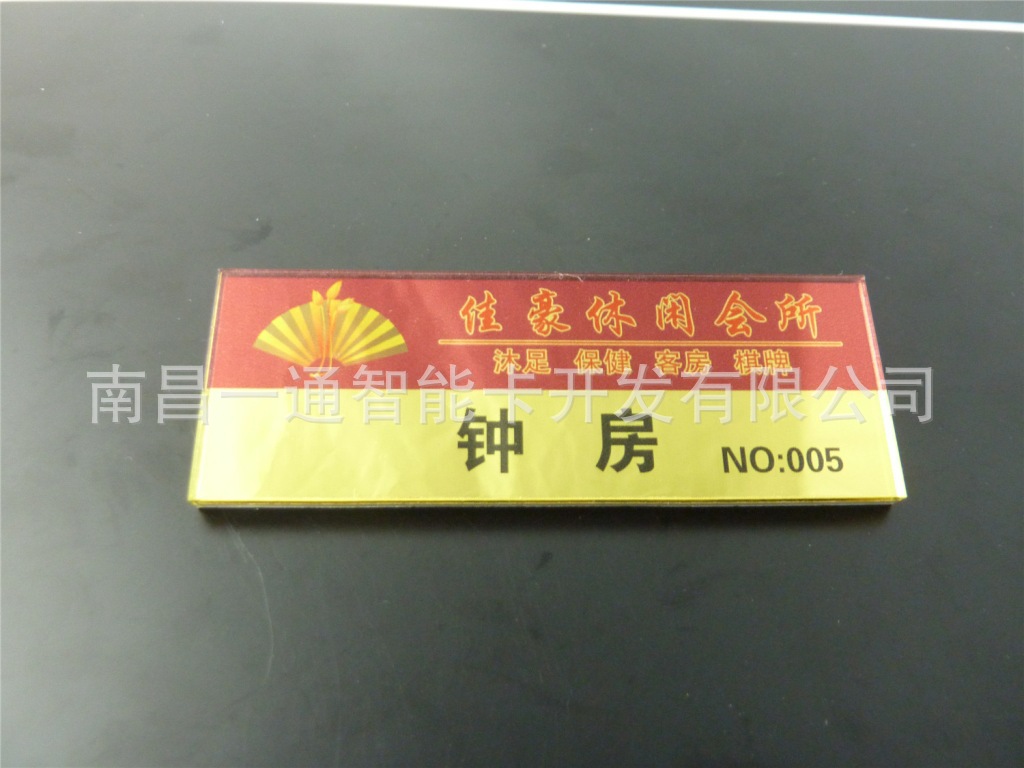 佳豪休闲会所
沐足 保健 客房 棋牌
南昌一通智能卡开发有限公司
钟 房 NO:005